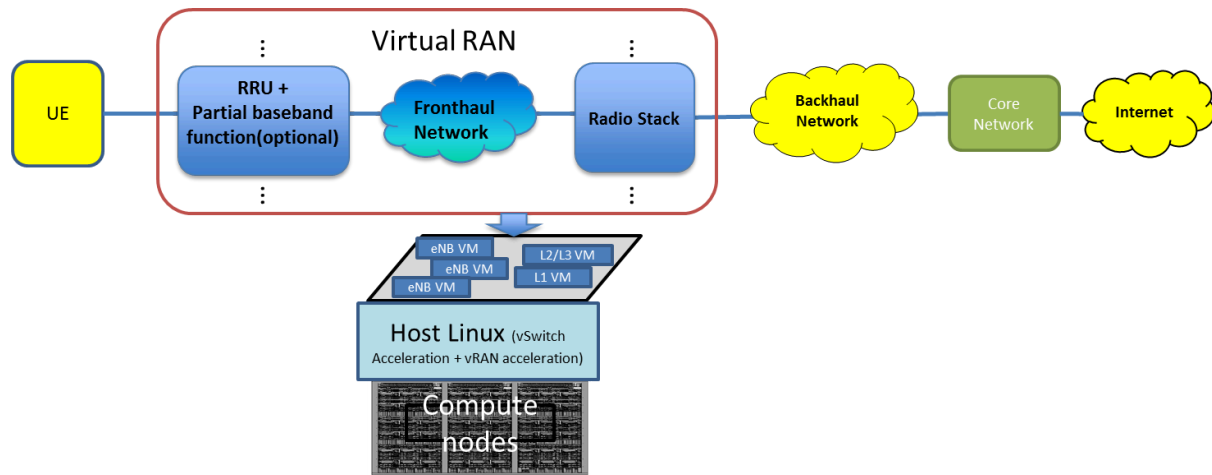 Virtual RAN
UE
RRU +
Partial baseband
function(optional)
Fronthaul
Network
Radio Stack
Backhaul
Network
Core
Network
Internet
eNB VM
eNB VM
eNB VM
L2/L3 VM
L1 VM
Host Linux (vSwitch
Acceleration + vRAN acceleration)
Compute
nodes